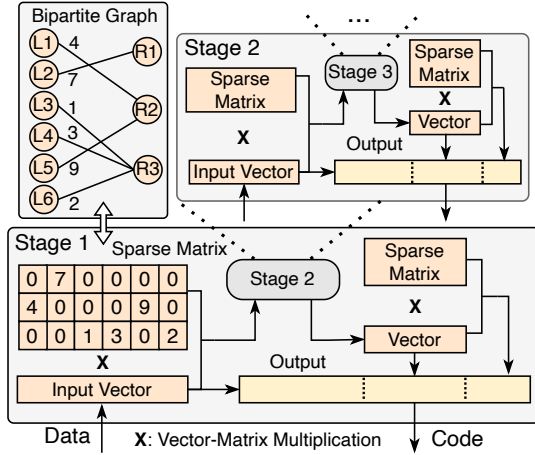 Bipartite Graph
L1
L2
L3
L4
L5
L6
4
7
1
3
9
2
R1
R2
R3
...
Stage 2
Sparse
Matrix
X
Input Vector
Stage 3
Sparse
Matrix
X
Vector
Output
Stage 1
Sparse Matrix
0 7 0 0 0 0
4 0 0 0 9 0
0 0 1 3 0 2
X
Input Vector
Stage 2
Sparse
Matrix
X
Vector
Output
Data
X: Vector-Matrix Multiplication
Code